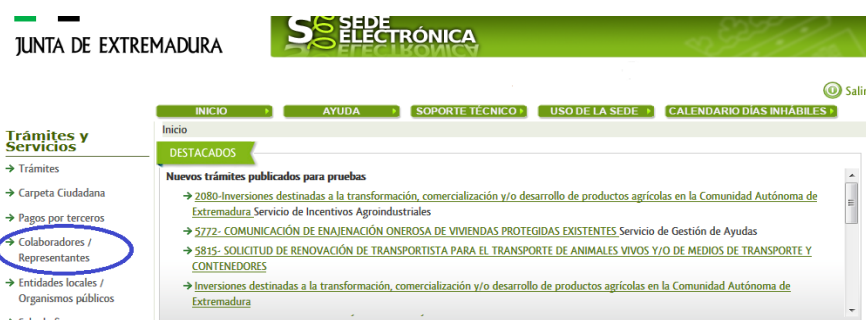 JUNTA DE EXTREMADURA
SEDE
ELECTRÓNICA
Salir
INICIO
AYUDA
SOPORTE TÉCNICO
USO DE LA SEDE
CALENDARIO DÍAS INHÁBILES
Trámites y
Servicios
Trámites
Carpeta Ciudadana
Pagos por terceros
Colaboradores /
Representantes
Entidades locales /
Organismos públicos
Inicio
DESTACADOS
Nuevos trámites publicados para pruebas
2080-Inversiones destinadas a la transformación, comercialización y/o desarrollo de productos agrícolas en la Comunidad Autónoma de
Extremadura Servicio de Incentivos Agroindustriales
5772- COMUNICACIÓN DE ENAJENACIÓN ONEROSA DE VIVIENDAS PROTEGIDAS EXISTENTES Servicio de Gestión de Ayudas
5815- SOLICITUD DE RENOVACIÓN DE TRANSPORTISTA PARA EL TRANSPORTE DE ANIMALES VIVOS Y/O DE MEDIOS DE TRANSPORTE Y
CONTENEDORES
Inversiones destinadas a la transformación, comercialización y/o desarrollo de productos agrícolas en la Comunidad Autónoma de
Extremadura